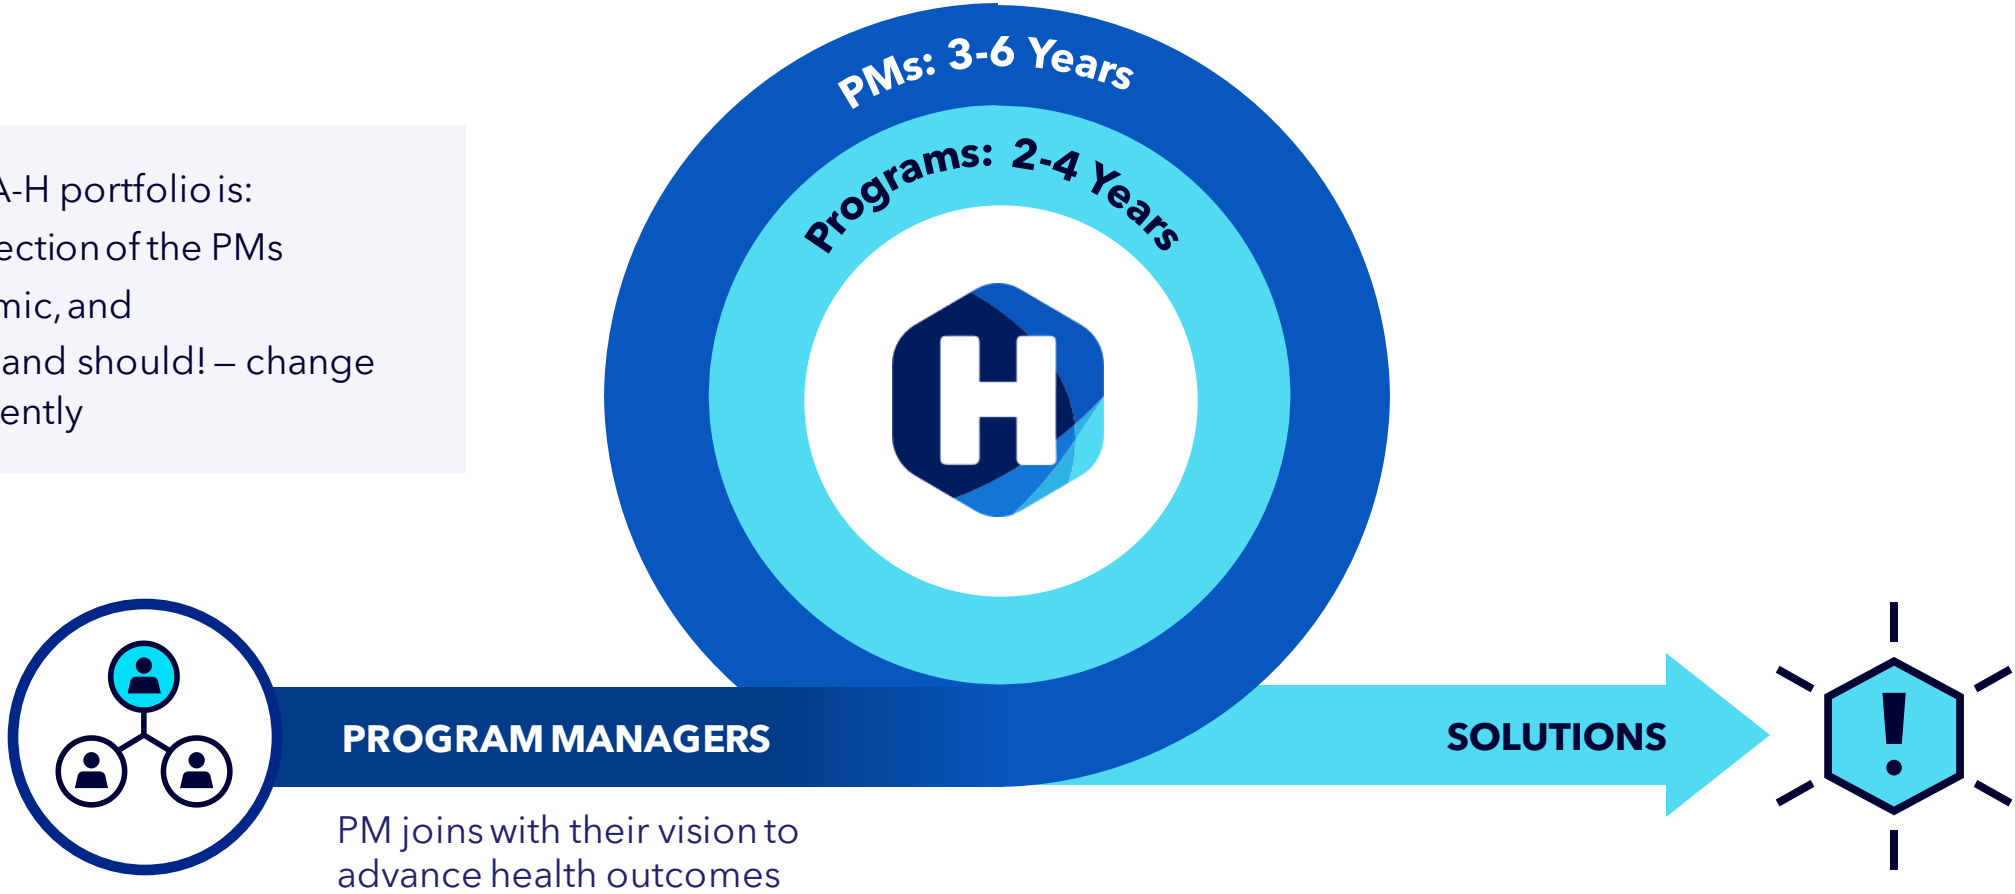 PMs: 3-6 Years
Programs: 2-4 Years
A-H portfolio is:
ection of the PMs
mic, and
and should! – change
ently
H
PROGRAM MANAGERS
SOLUTIONS
!
PM joins with their vision to
advance health outcomes